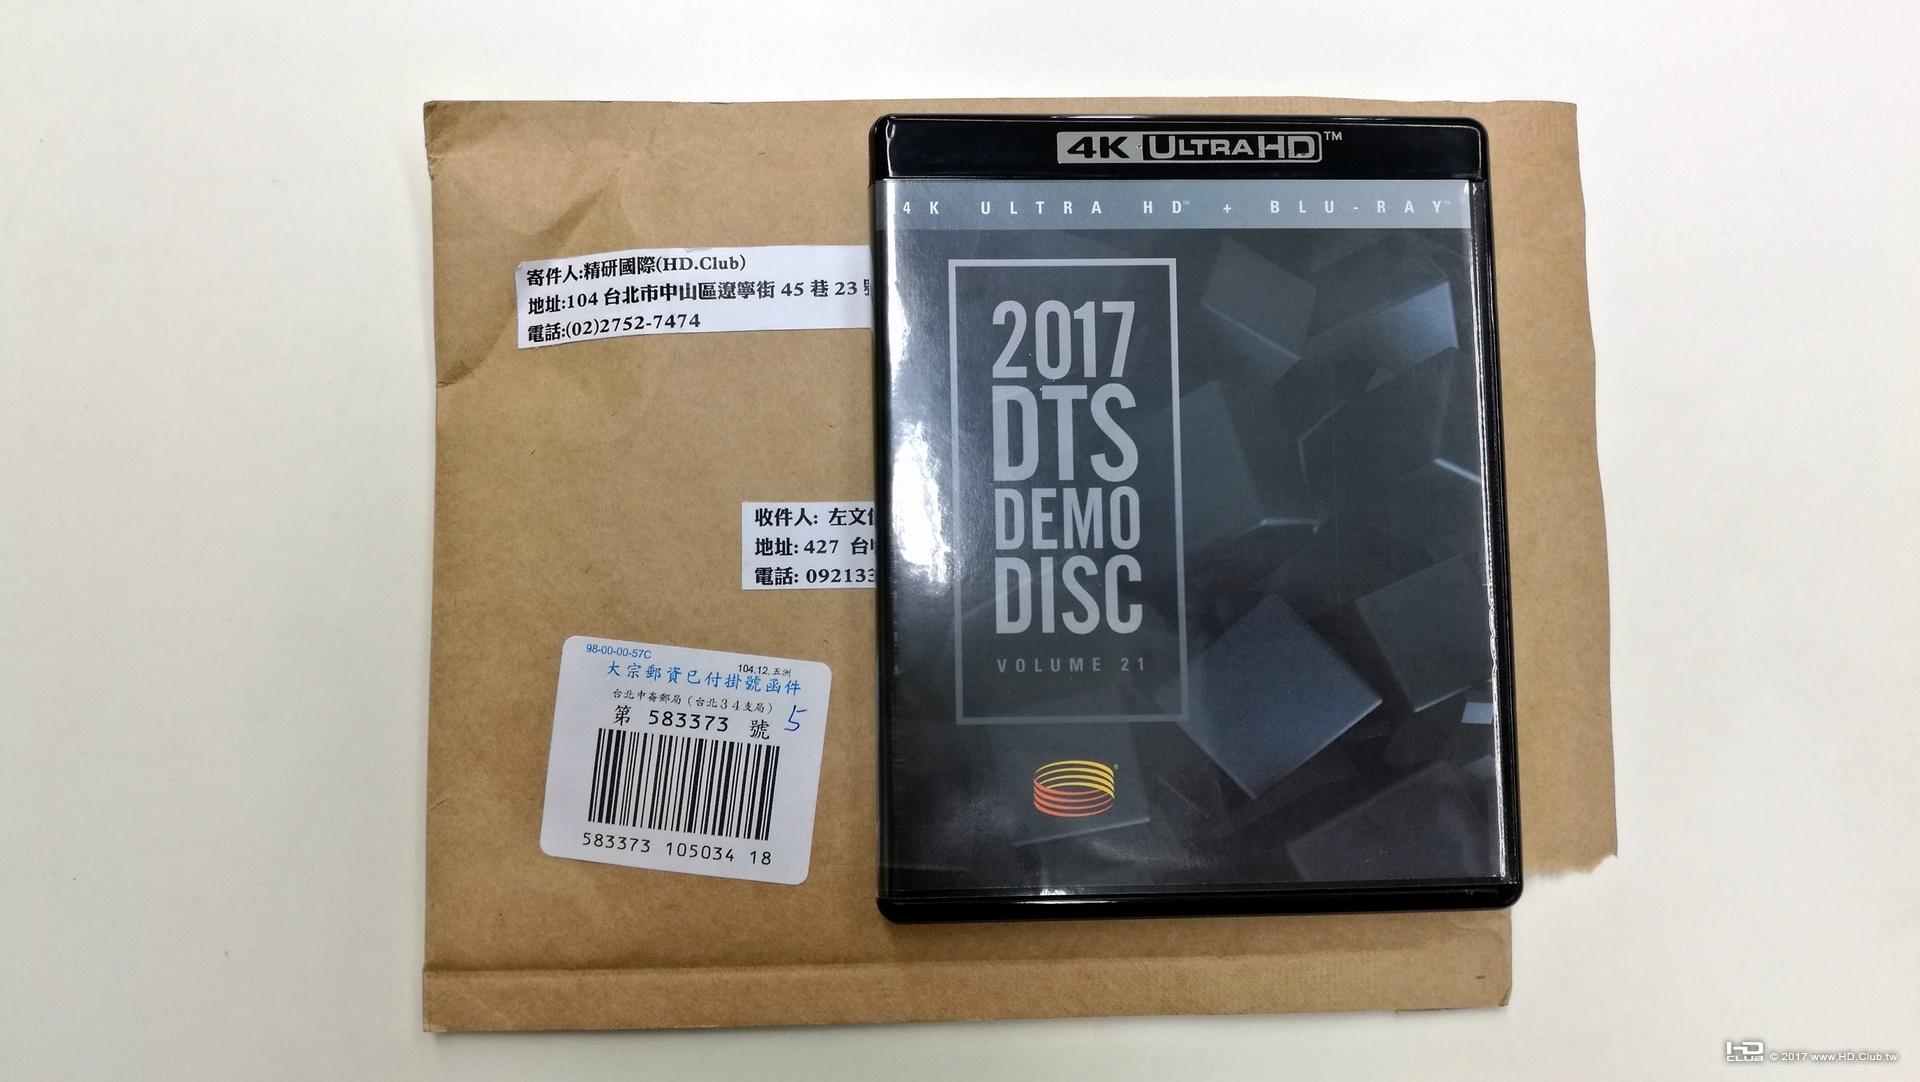 寄件人:精研國際(HD.Club)
地址:104 台北市中山區遼寧街 45 巷 23
電話:(02)2752-7474
收件人: 左文
地址: 427 台
電話: 092133
98-00-00-57C
104.12. 五洲
大宗郵資已付掛號函件
台北中崙郵局(台北34支局)
第 583373 號 5
583373 105034 18
4K ULTRAHD™
4K ULTRA HD™ + BLU-RAY™
2017
DTS
DEMO
DISC
VOLUME 21
HD CLUB © 2017 www.HD.Club.tw